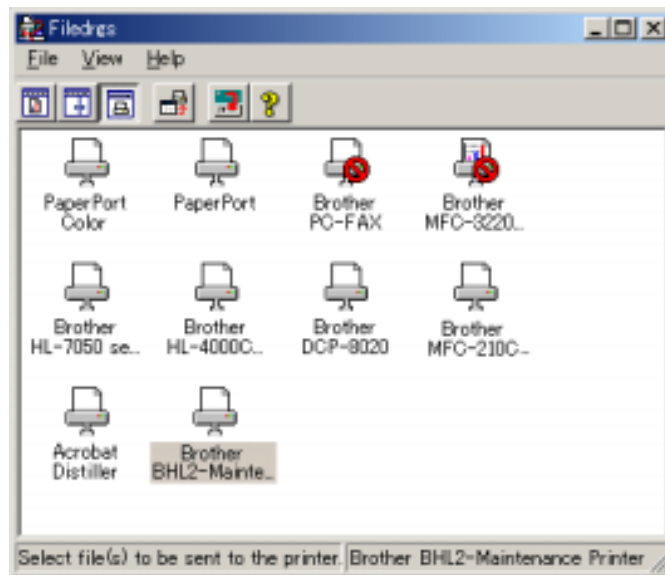 Filedrgs
File View Help
PaperPort
Color
PaperPort
Brother
PC-FAX
Brother
MFC-3220...
Brother
HL-7050 se...
Brother
HL-4000C...
Brother
DCP-8020
Brother
MFC-210C...
Acrobat
Distiller
Brother
BHL2-Mainte...
Select file(s) to be sent to the printer. Brother BHL2-Maintenance Printer